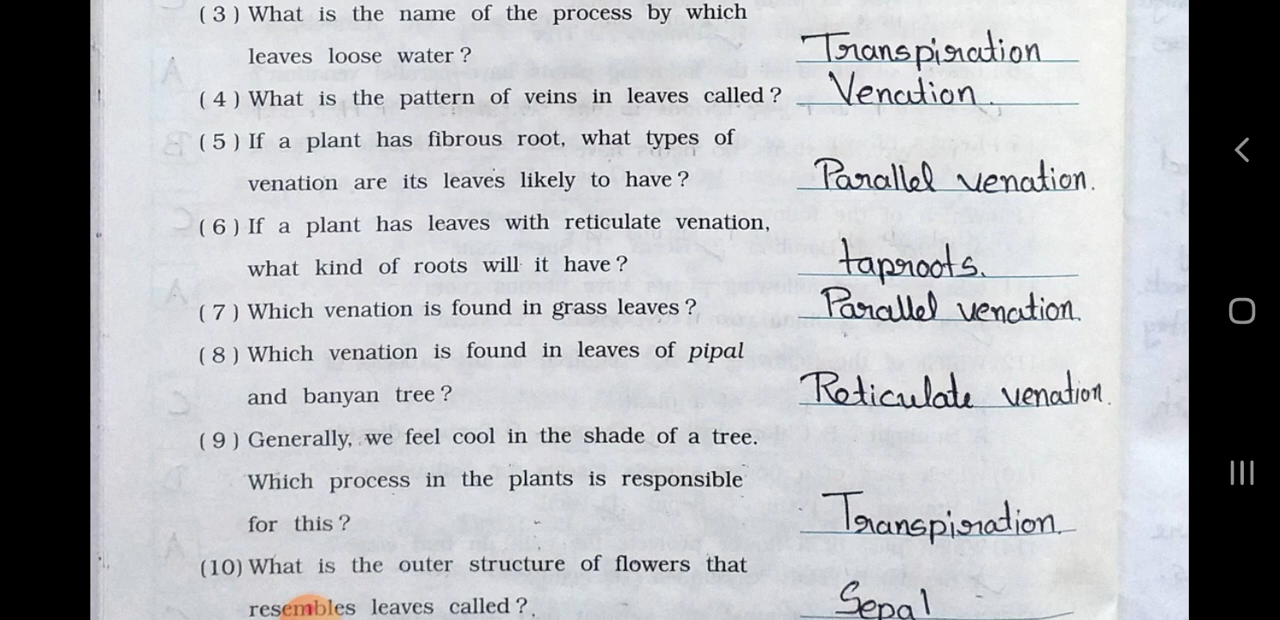 (3) What is the name of the process by which
leaves loose water? Transpiration
(4) What is the pattern of veins in leaves called? Venation.
(5) If a plant has fibrous root, what types of
venation are its leaves likely to have? Parallel venation.
(6) If a plant has leaves with reticulate venation,
what kind of roots will it have? taproots.
(7) Which venation is found in grass leaves? Parallel venation.
(8) Which venation is found in leaves of pipal
and banyan tree? Reticulate venation.
(9) Generally, we feel cool in the shade of a tree.
Which process in the plants is responsible
for this? Transpiration
(10) What is the outer structure of flowers that
resembles leaves called? Sepal